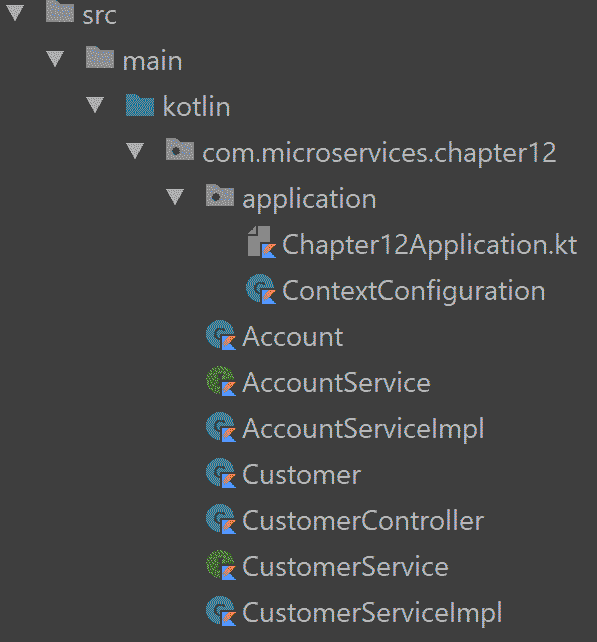 src
main
kotlin
com.microservices.chapter12
application
Chapter12Application.kt
ContextConfiguration
Account
AccountService
AccountServiceImpl
Customer
CustomerController
CustomerService
CustomerServiceImpl